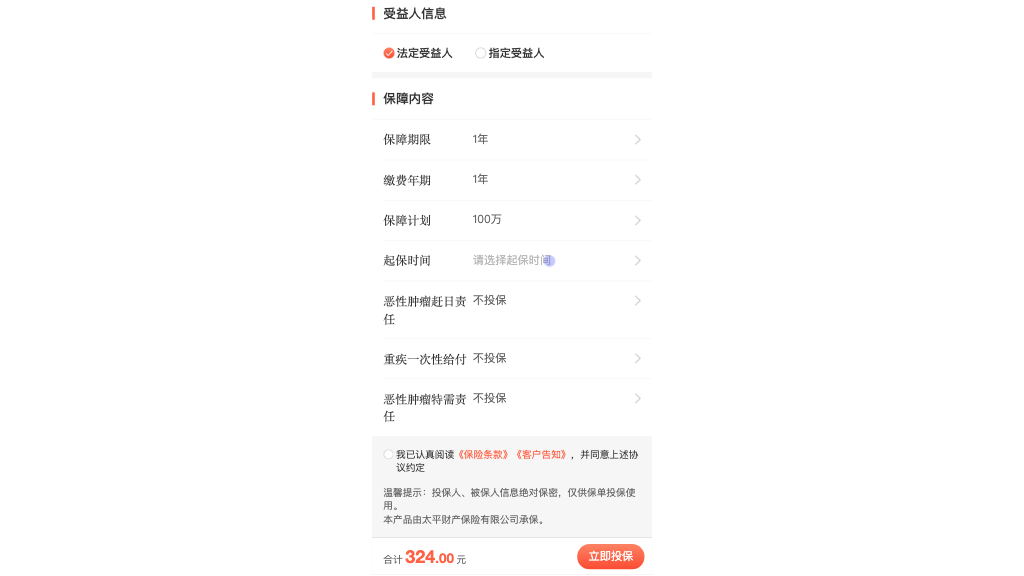 受益人信息
法定受益人 指定受益人
保障内容
保障期限 1年
缴费年期 1年
保障计划 100万
起保时间 请选择起保时间
恶性肿瘤赴日责 不投保
任
重疾一次性给付 不投保
恶性肿瘤特需责 不投保
任
我已认真阅读《保险条款》《客户告知》，并同意上述协
议约定
温馨提示：投保人、被保人信息绝对保密，仅供保单投保使
用。
本产品由太平财产保险有限公司承保。
合计 324.00 元 立即投保